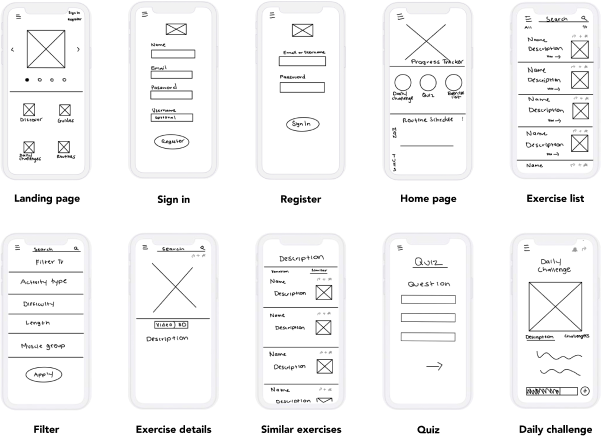 Sign in
Register
Discover
Guides
Daily
challenges
Routines
Landing page
Name
Email
Password
Username
optional
Register
Sign in
Email or Username
Password
Sign In
Register
Progress Tracker
Daily
challenge
Quiz
Exercise
list
Routine Schedule
Home page
Search
All
Name
Description
Name
Description
Name
Description
Name
Description
Name
Exercise list
Search
Filter
Activity type
Difficulty
Length
Muscle group
Apply
Filter
Search
Video
3D
Description
Exercise details
Description
Similar
Name
Description
Name
Description
Name
Description
Name
Description
Similar exercises
Quiz
Question
Quiz
Daily
Challenge
Description
Daily challenge